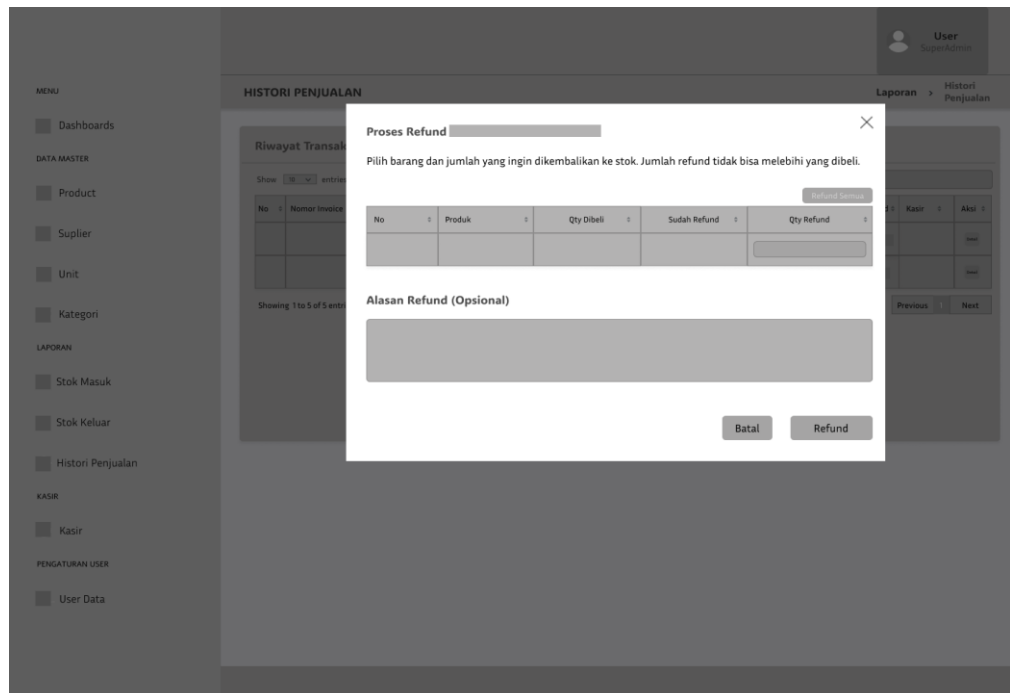 User
SuperAdmin
MENU
HISTORI PENJUALAN
Laporan > Histori Penjualan
Dashboards
DATA MASTER
Product
Suplier
Unit
Kategori
LAPORAN
Stok Masuk
Stok Keluar
Histori Penjualan
KASIR
Kasir
PENGATURAN USER
User Data
Riwayat Transak
Show 10 entries
No Nomor Invoice
Kasir Aksi
Showing 1 to 5 of 5 entri
Previous 1 Next
Proses Refund
Pilih barang dan jumlah yang ingin dikembalikan ke stok. Jumlah refund tidak bisa melebihi yang dibeli.
Refund Semua
No Produk Qty Dibeli Sudah Refund Qty Refund
Alasan Refund (Opsional)
Batal Refund